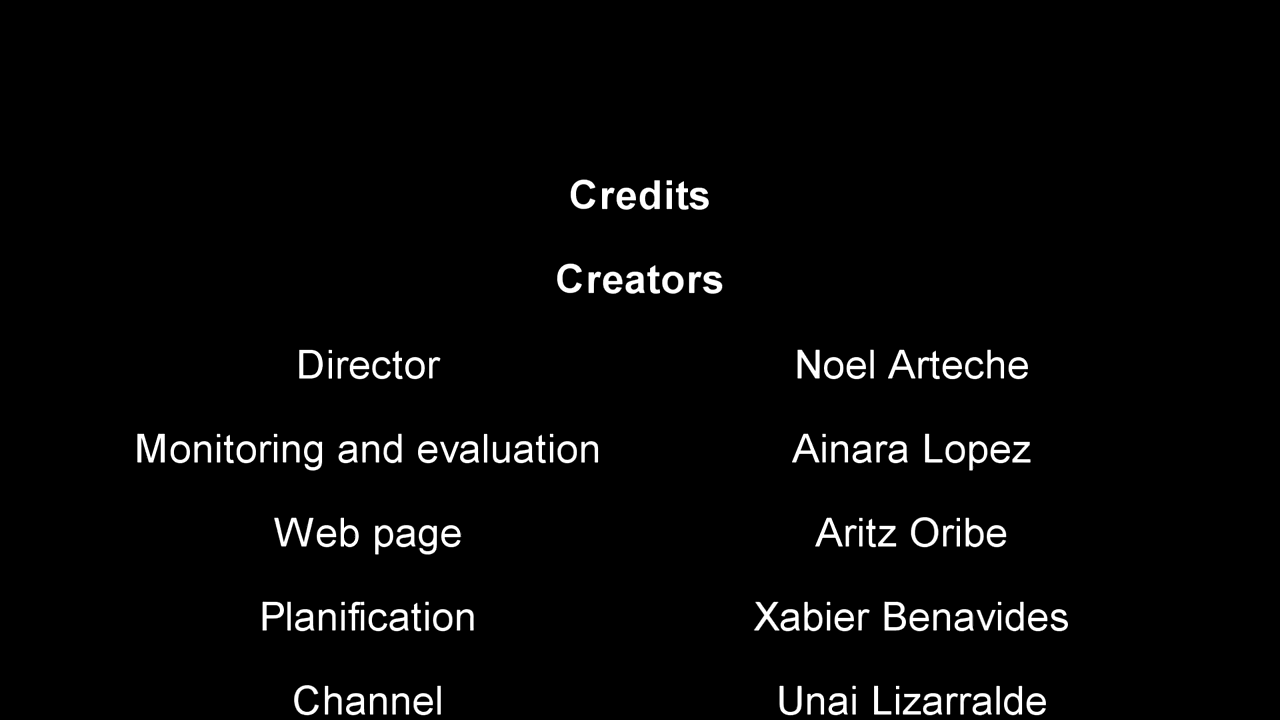 Credits
Creators
Director Noel Arteche
Monitoring and evaluation Ainara Lopez
Web page Aritz Oribe
Planification Xabier Benavides
Channel Unai Lizarralde